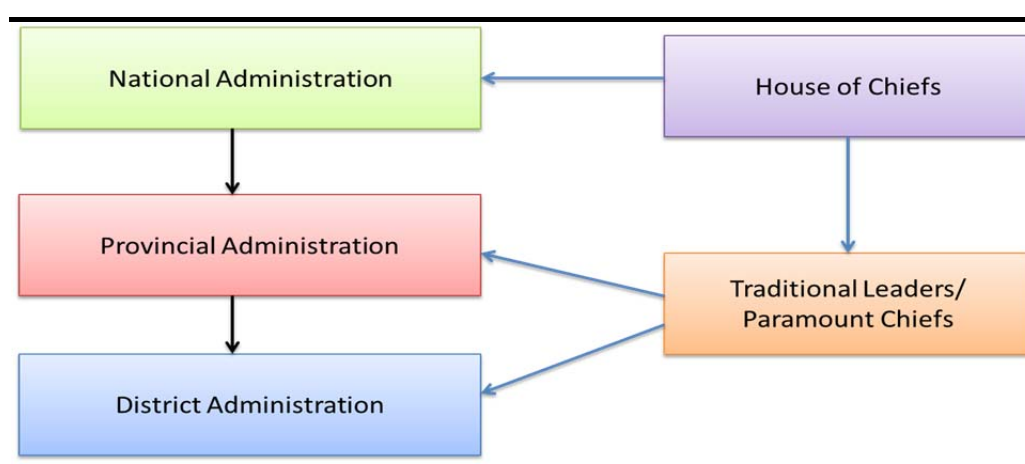 National Administration
House of Chiefs
Provincial Administration
Traditional Leaders/
Paramount Chiefs
District Administration